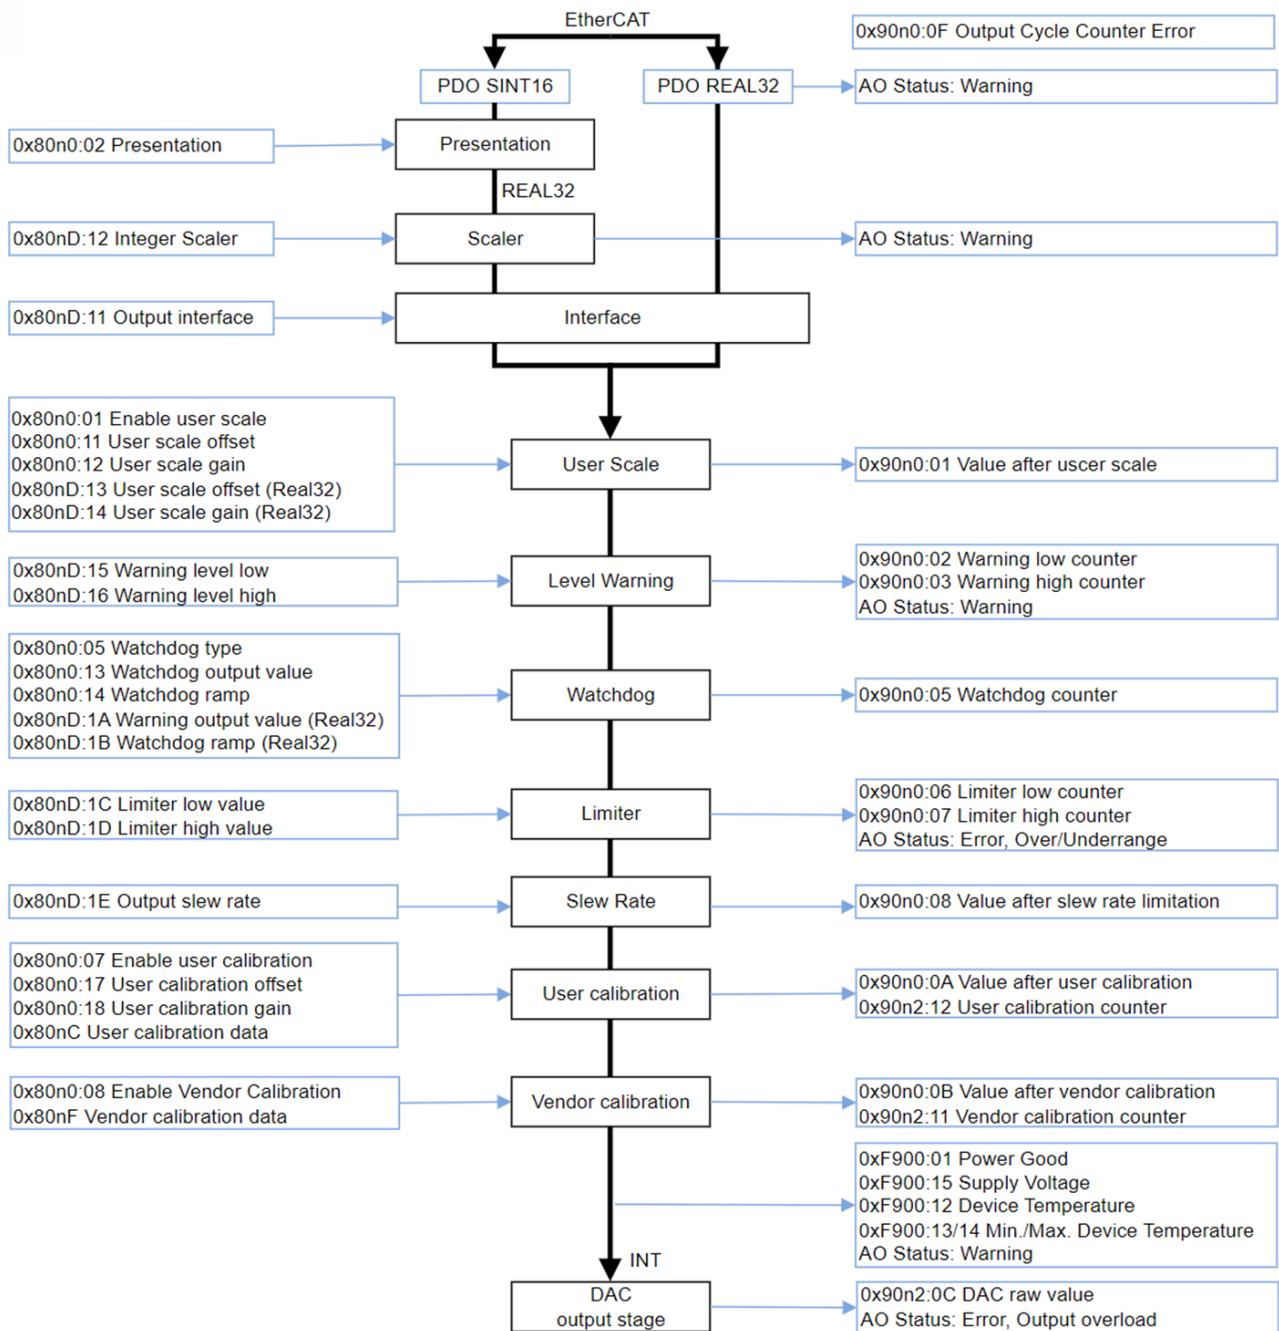 EtherCAT
0x90n0:0F Output Cycle Counter Error
PDO SINT16
PDO REAL32
AO Status: Warning
0x80n0:02 Presentation
Presentation
REAL32
0x80nD:12 Integer Scaler
Scaler
AO Status: Warning
0x80nD:11 Output interface
Interface
0x80n0:01 Enable user scale
0x80n0:11 User scale offset
0x80n0:12 User scale gain
0x80nD:13 User scale offset (Real32)
0x80nD:14 User scale gain (Real32)
User Scale
0x90n0:01 Value after uscer scale
0x80nD:15 Warning level low
0x80nD:16 Warning level high
Level Warning
0x90n0:02 Warning low counter
0x90n0:03 Warning high counter
AO Status: Warning
0x80n0:05 Watchdog type
0x80n0:13 Watchdog output value
0x80n0:14 Watchdog ramp
0x80nD:1A Warning output value (Real32)
0x80nD:1B Watchdog ramp (Real32)
Watchdog
0x90n0:05 Watchdog counter
0x80nD:1C Limiter low value
0x80nD:1D Limiter high value
Limiter
0x90n0:06 Limiter low counter
0x90n0:07 Limiter high counter
AO Status: Error, Over/Underrange
0x80nD:1E Output slew rate
Slew Rate
0x90n0:08 Value after slew rate limitation
0x80n0:07 Enable user calibration
0x80n0:17 User calibration offset
0x80n0:18 User calibration gain
0x80nC User calibration data
User calibration
0x90n0:0A Value after user calibration
0x90n2:12 User calibration counter
0x80n0:08 Enable Vendor Calibration
0x80nF Vendor calibration data
Vendor calibration
0x90n0:0B Value after vendor calibration
0x90n2:11 Vendor calibration counter
0xF900:01 Power Good
0xF900:15 Supply Voltage
0xF900:12 Device Temperature
0xF900:13/14 Min./Max. Device Temperature
AO Status: Warning
INT
DAC
output stage
0x90n2:0C DAC raw value
AO Status: Error, Output overload